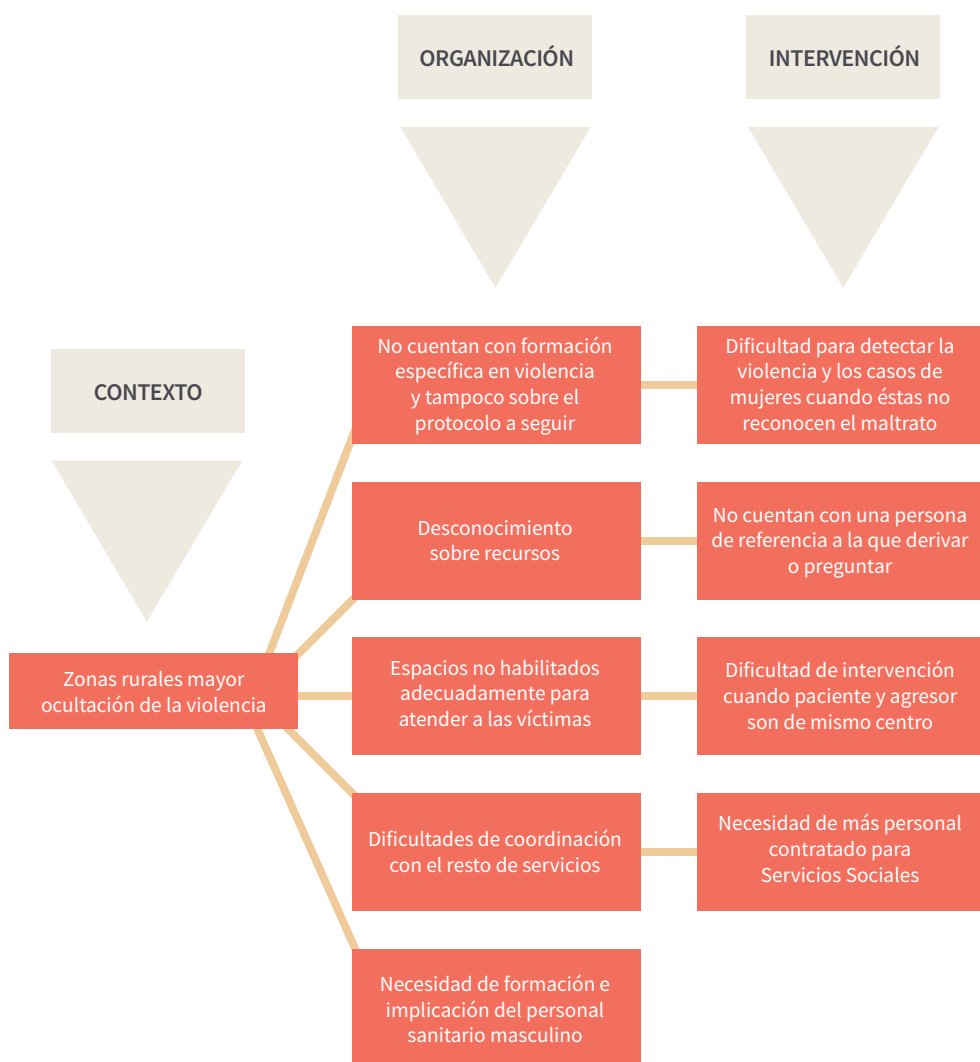 ORGANIZACIÓN
INTERVENCIÓN
CONTEXTO
Zonas rurales mayor
ocultación de la violencia
No cuentan con formación
específica en violencia
y tampoco sobre el
protocolo a seguir
Dificultad para detectar la
violencia y los casos de
mujeres cuando éstas no
reconocen el maltrato
Desconocimiento
sobre recursos
No cuentan con una persona
de referencia a la que derivar
o preguntar
Espacios no habilitados
adecuadamente para
atender a las víctimas
Dificultad de intervención
cuando paciente y agresor
son de mismo centro
Dificultades de coordinación
con el resto de servicios
Necesidad de más personal
contratado para
Servicios Sociales
Necesidad de formación e
implicación del personal
sanitario masculino